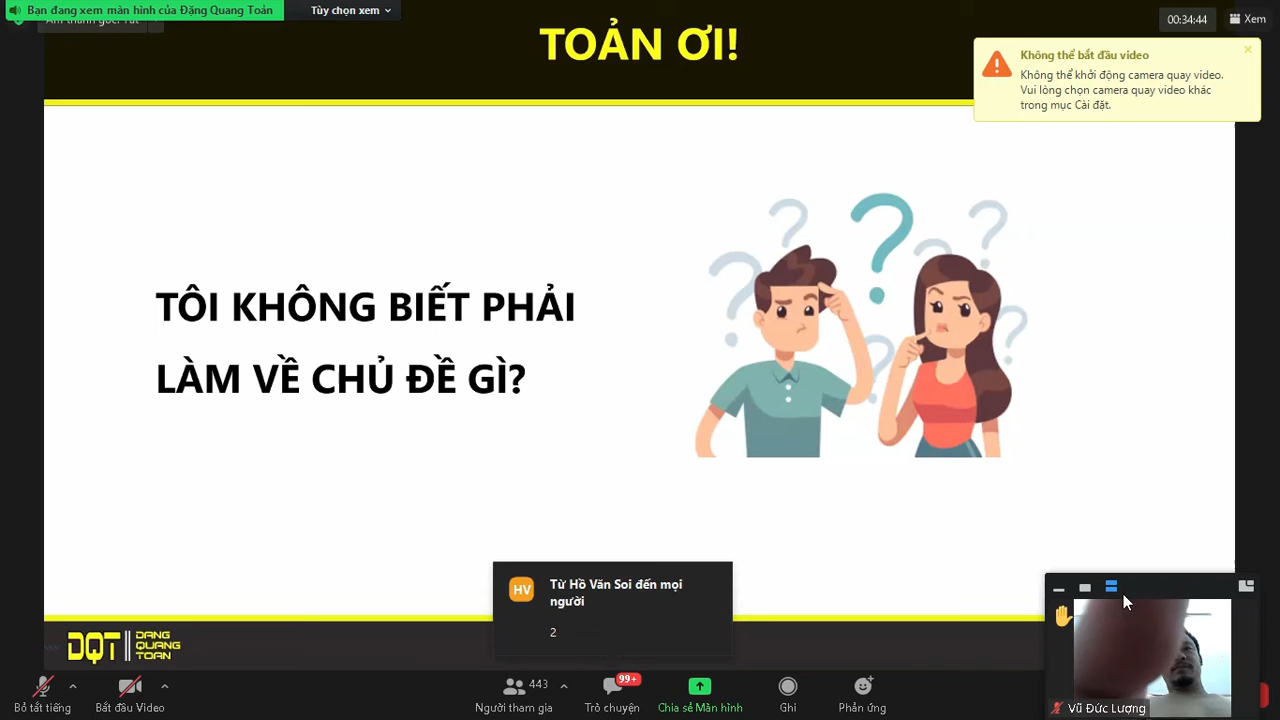 Bạn đang xem màn hình của Đặng Quang Toản
Tùy chọn xem
00:34:44
Xem
TOẢN ƠI!
Không thể bắt đầu video
Không thể khởi động camera quay video.
Vui lòng chọn camera quay video khác
trong mục Cài đặt.
TÔI KHÔNG BIẾT PHẢI
LÀM VỀ CHỦ ĐỀ GÌ?
HV
Từ Hồ Văn Soi đến mọi
người
2
DQT
DANG
QUANG
TOAN
Bỏ tắt tiếng
Bắt đầu Video
443
Người tham gia
99+
Trò chuyện
Chia sẻ Màn hình
Ghi
Phản ứng
Vũ Đức Lượng